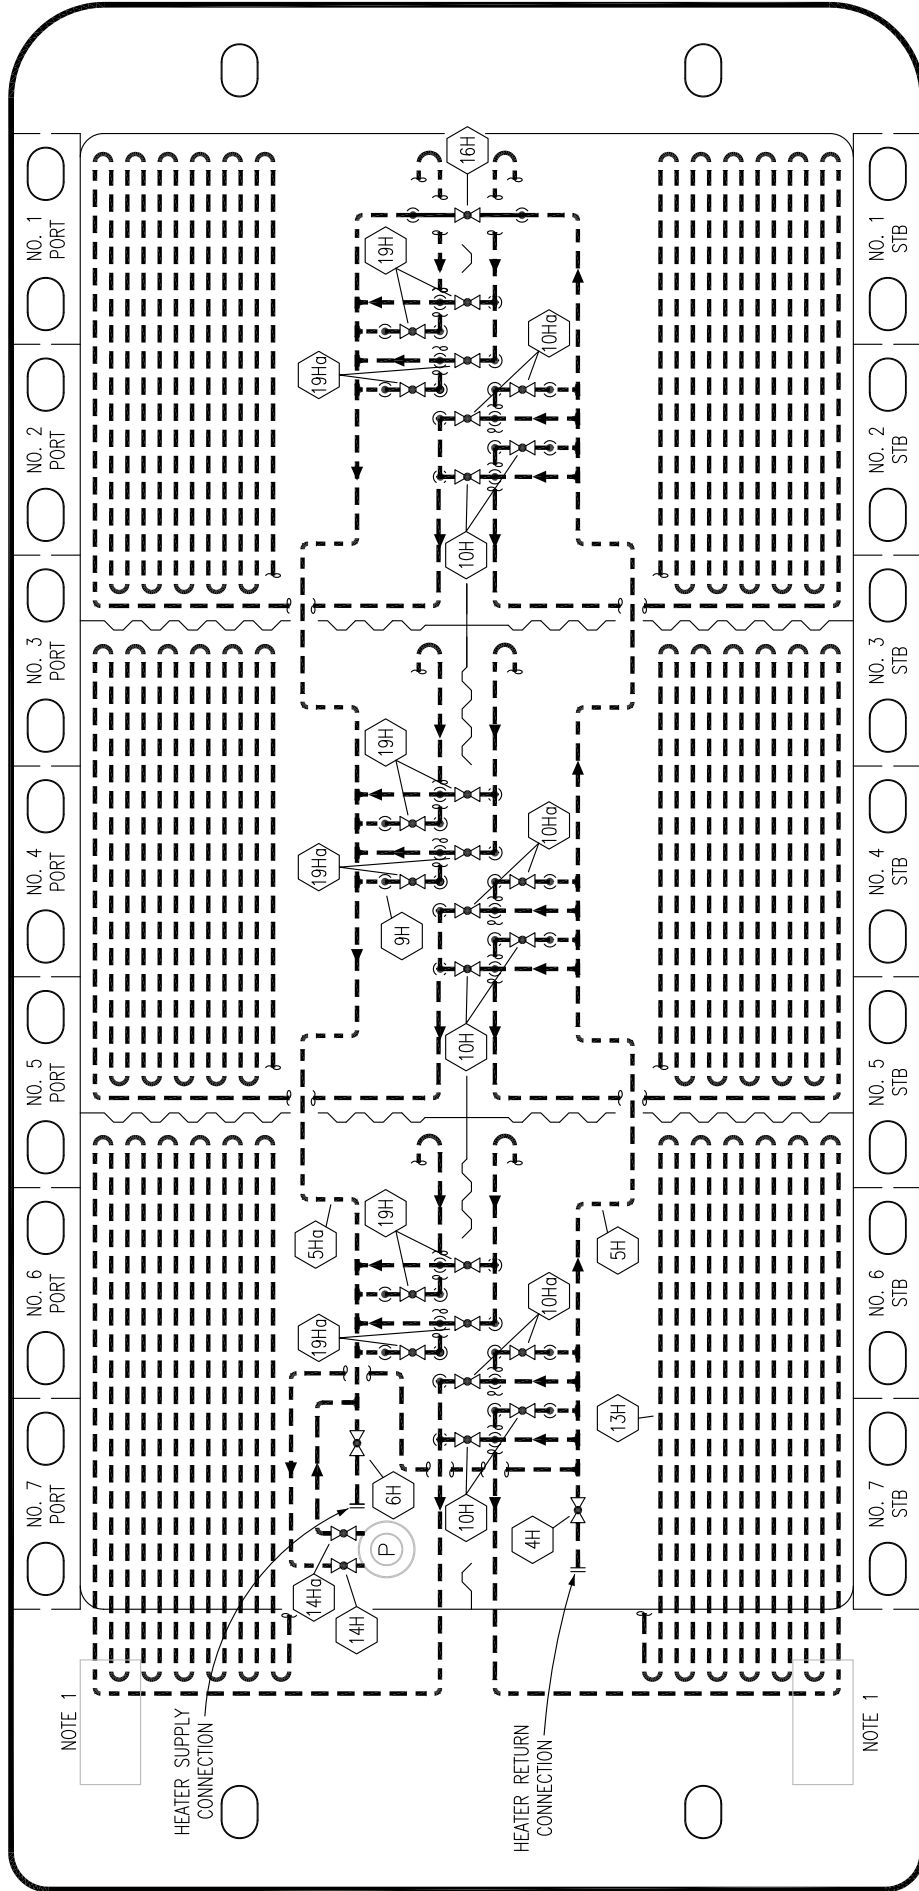 NO. 7
PORT
NO. 6
PORT
NO. 5
PORT
NO. 4
PORT
NO. 3
PORT
NO. 2
PORT
NO. 1
PORT
NOTE 1
HEATER SUPPLY
CONNECTION
14Ha
14H
P
6H
5Ha
19Ha
19H
9H
19Ha
19H
19Ha
19H
16H
10H
10Ha
10H
10Ha
10H
10Ha
4H
13H
5H
HEATER RETURN
CONNECTION
NOTE 1
NO. 7
STB
NO. 6
STB
NO. 5
STB
NO. 4
STB
NO. 3
STB
NO. 2
STB
NO. 1
STB